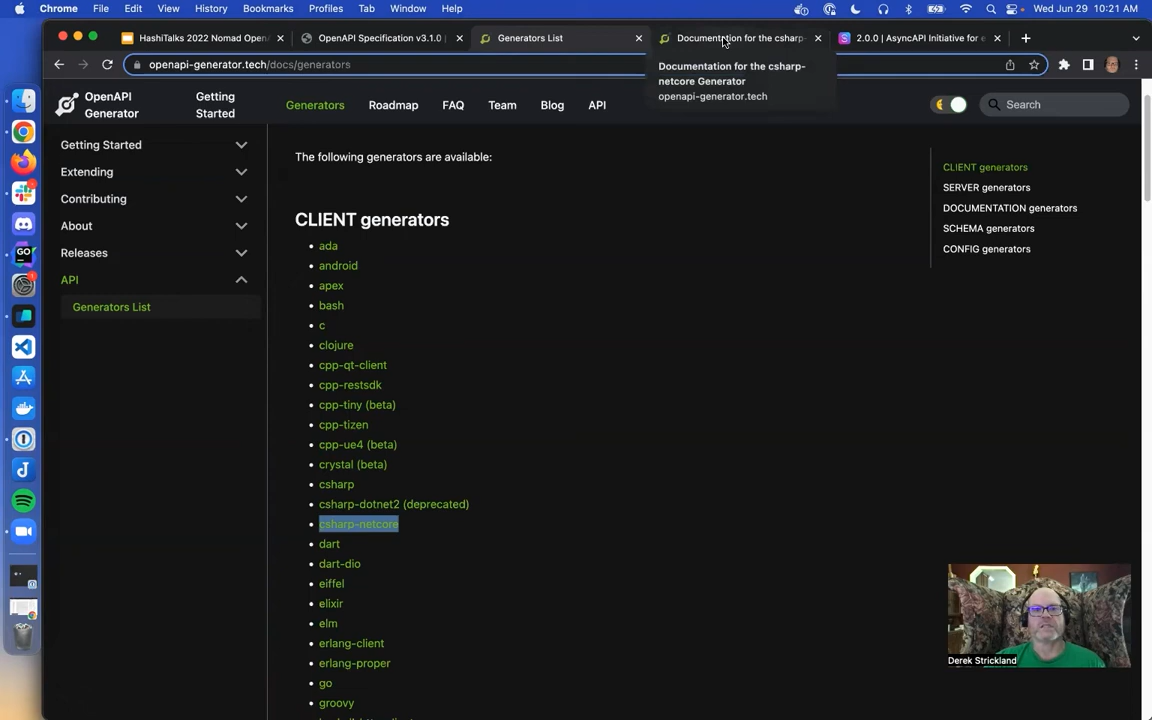 Chrome File Edit View History Bookmarks Profiles Tab Window Help Wed Jun 29 10:21 AM
HashiTalks 2022 Nomad OpenA
OpenAPI Specification v3.1.0
Generators List
Documentation for the csharp-
2.0.0 | AsyncAPI Initiative for e
openapi-generator.tech/docs/generators
Documentation for the csharp-
netcore Generator
openapi-generator.tech
OpenAPI
Generator
Getting
Started
Generators
Roadmap
FAQ
Team
Blog
API
Search
Getting Started
Extending
Contributing
About
Releases
API
Generators List
The following generators are available:
CLIENT generators
ada
android
apex
bash
c
clojure
cpp-qt-client
cpp-restsdk
cpp-tiny (beta)
cpp-tizen
cpp-ue4 (beta)
crystal (beta)
csharp
csharp-dotnet2 (deprecated)
csharp-netcore
dart
dart-dio
eiffel
elixir
elm
erlang-client
erlang-proper
go
groovy
CLIENT generators
SERVER generators
DOCUMENTATION generators
SCHEMA generators
CONFIG generators
Derek Strickland